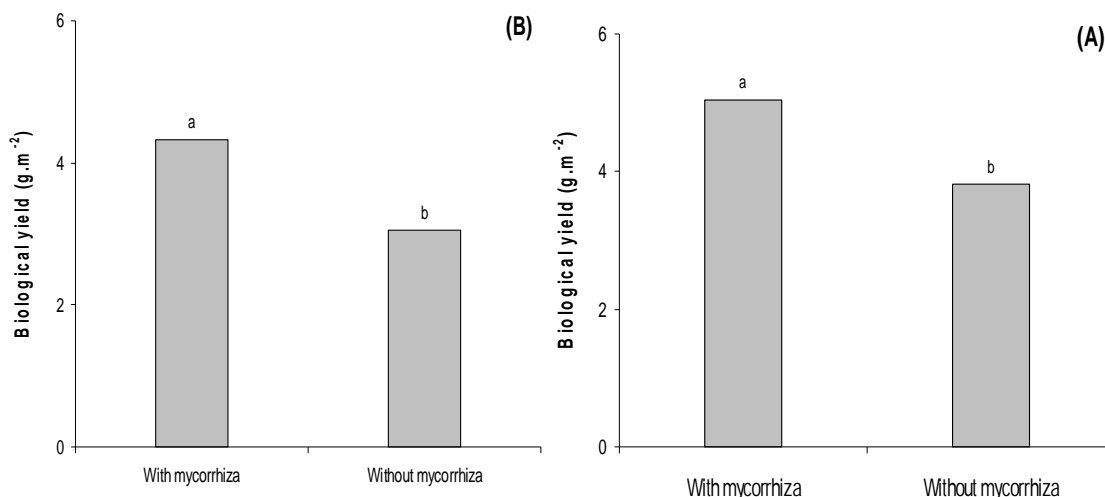 (B)
Biological yield (g.m⁻²)
6
4
2
0
a
b
With mycorrhiza
Without mycorrhiza
(A)
Biological yield (g.m⁻²)
6
4
2
0
a
b
With mycorrhiza
Without mycorrhiza